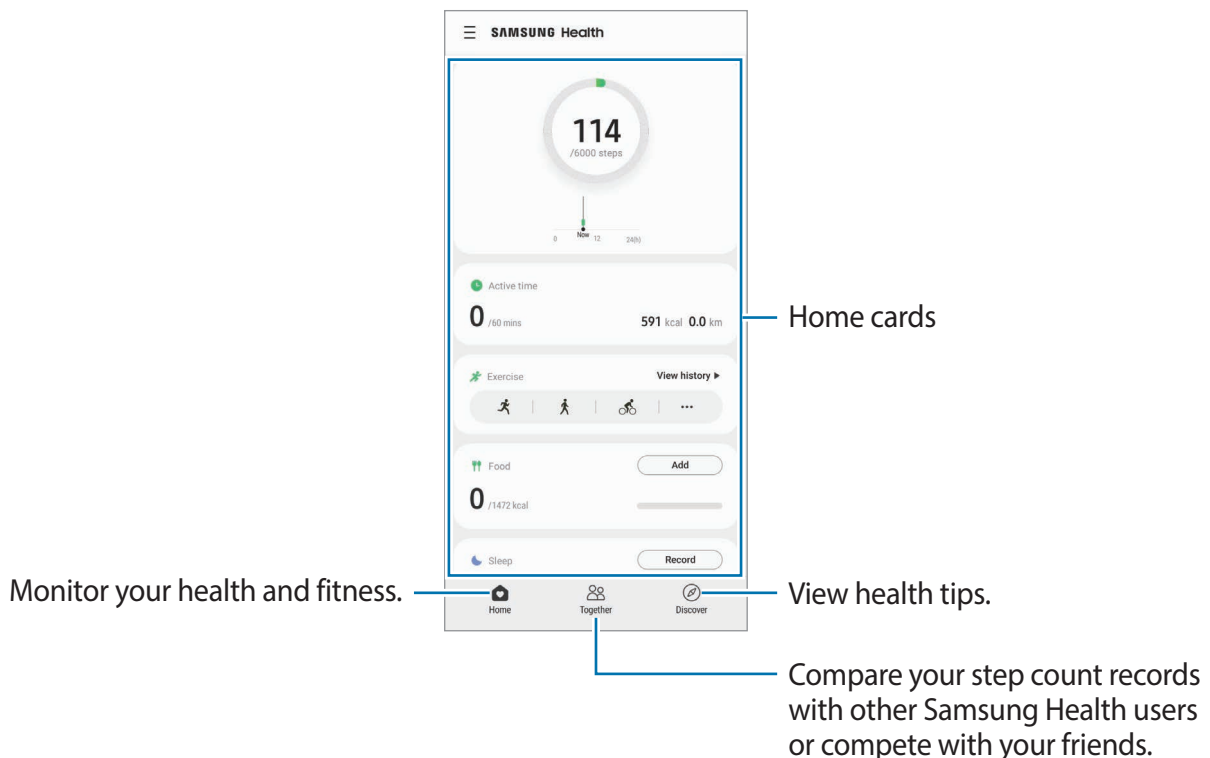 SAMSUNG Health
114
/6000 steps
Now
0 12 24(h)
Active time
0 /60 mins 591 kcal 0.0 km
Home cards
Exercise View history ▶
Food Add
0 /1472 kcal
Sleep Record
Monitor your health and fitness.
Home Together Discover
View health tips.
Compare your step count records
with other Samsung Health users
or compete with your friends.